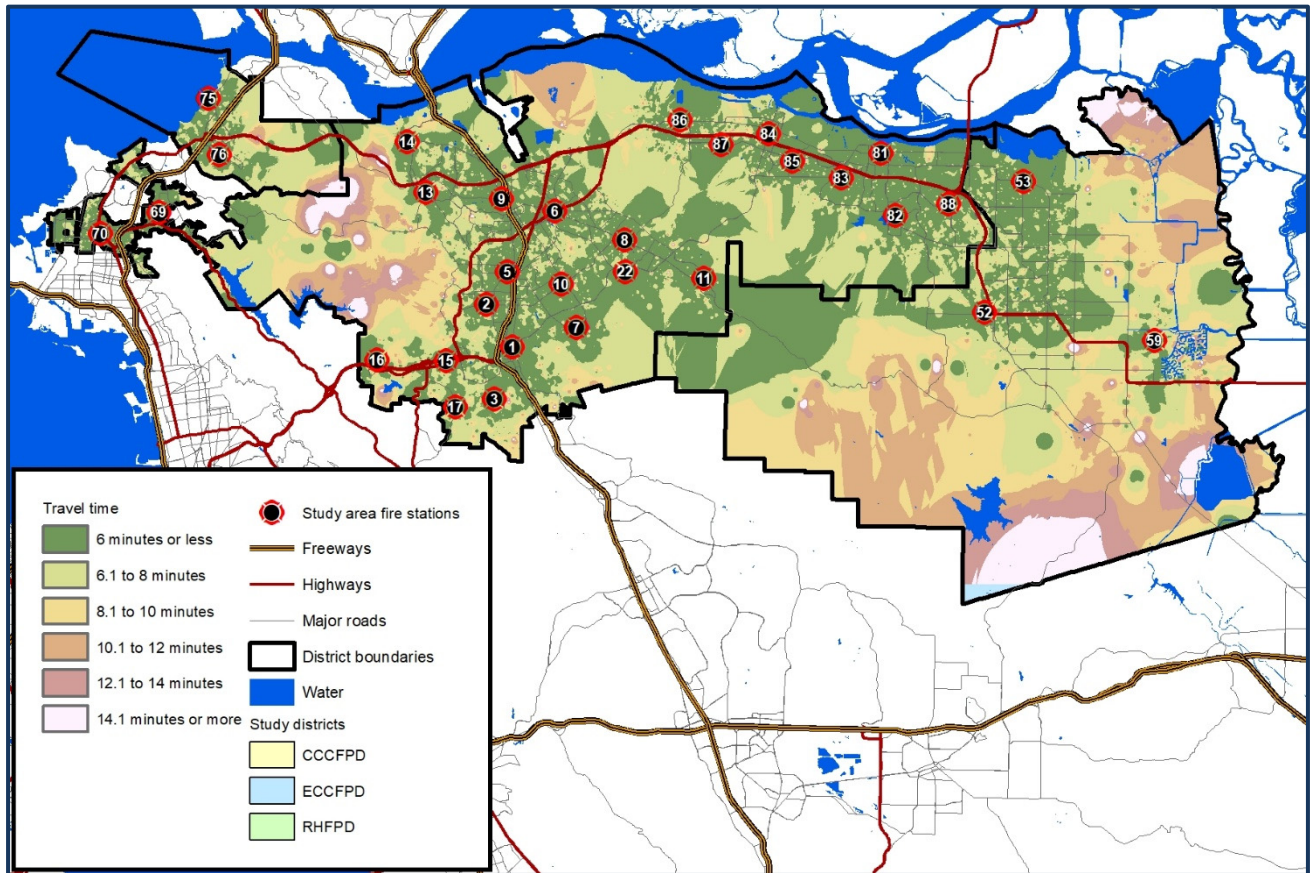 75
76
69
70
14
13
9
6
86
87
84
85
81
83
82
88
53
8
5
22
11
10
2
7
52
59
1
16
15
3
17
Travel time
6 minutes or less
6.1 to 8 minutes
8.1 to 10 minutes
10.1 to 12 minutes
12.1 to 14 minutes
14.1 minutes or more
Study area fire stations
Freeways
Highways
Major roads
District boundaries
Water
Study districts
CCCFPD
ECCFPD
RHFPD